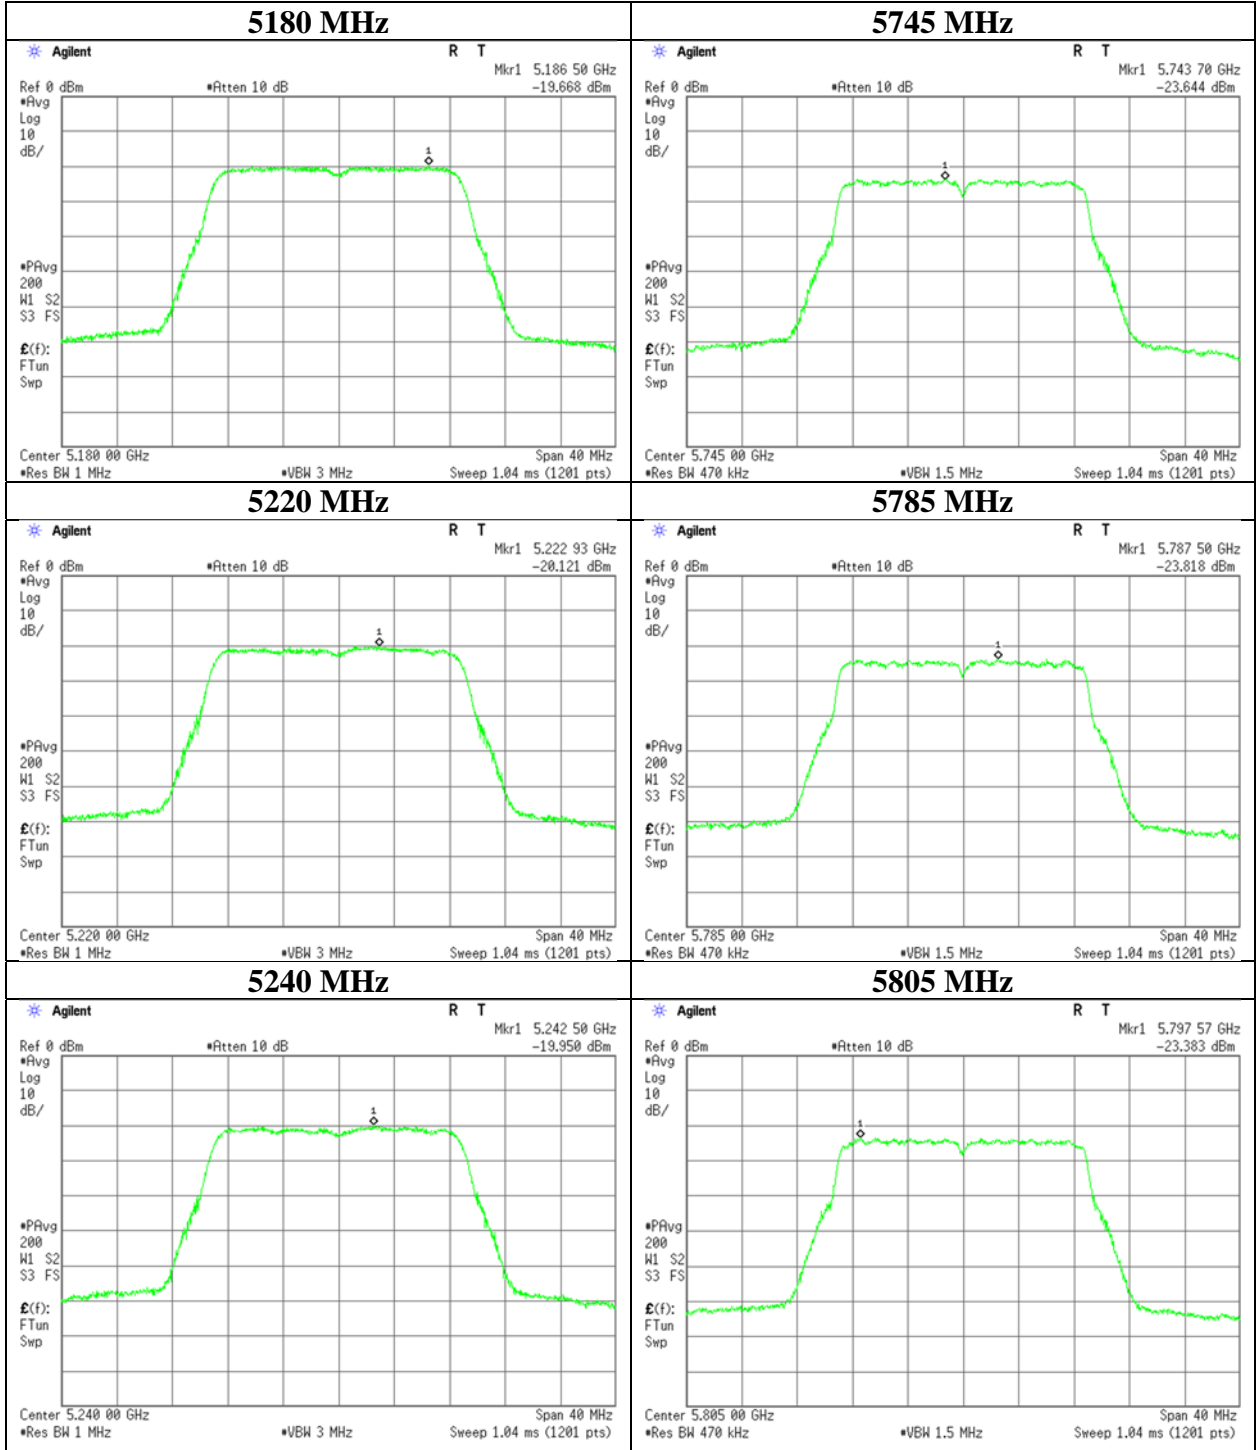 5180 MHz
Agilent
R T
Mkr1 5.186 50 GHz
Ref 0 dBm #Atten 10 dB -19.668 dBm
#Avg
Log
10
dB/
1
#PAvg
200
W1 S2
S3 FS
£(f):
FTun
Swp
Center 5.180 00 GHz Span 40 MHz
#Res BW 1 MHz #VBW 3 MHz Sweep 1.04 ms (1201 pts)
5745 MHz
Agilent
R T
Mkr1 5.743 70 GHz
Ref 0 dBm #Atten 10 dB -23.644 dBm
#Avg
Log
10
dB/
1
#PAvg
200
W1 S2
S3 FS
£(f):
FTun
Swp
Center 5.745 00 GHz Span 40 MHz
#Res BW 470 kHz #VBW 1.5 MHz Sweep 1.04 ms (1201 pts)
5220 MHz
Agilent
R T
Mkr1 5.222 93 GHz
Ref 0 dBm #Atten 10 dB -20.121 dBm
#Avg
Log
10
dB/
1
#PAvg
200
W1 S2
S3 FS
£(f):
FTun
Swp
Center 5.220 00 GHz Span 40 MHz
#Res BW 1 MHz #VBW 3 MHz Sweep 1.04 ms (1201 pts)
5785 MHz
Agilent
R T
Mkr1 5.787 50 GHz
Ref 0 dBm #Atten 10 dB -23.818 dBm
#Avg
Log
10
dB/
1
#PAvg
200
W1 S2
S3 FS
£(f):
FTun
Swp
Center 5.785 00 GHz Span 40 MHz
#Res BW 470 kHz #VBW 1.5 MHz Sweep 1.04 ms (1201 pts)
5240 MHz
Agilent
R T
Mkr1 5.242 50 GHz
Ref 0 dBm #Atten 10 dB -19.950 dBm
#Avg
Log
10
dB/
1
#PAvg
200
W1 S2
S3 FS
£(f):
FTun
Swp
Center 5.240 00 GHz Span 40 MHz
#Res BW 1 MHz #VBW 3 MHz Sweep 1.04 ms (1201 pts)
5805 MHz
Agilent
R T
Mkr1 5.797 57 GHz
Ref 0 dBm #Atten 10 dB -23.383 dBm
#Avg
Log
10
dB/
1
#PAvg
200
W1 S2
S3 FS
£(f):
FTun
Swp
Center 5.805 00 GHz Span 40 MHz
#Res BW 470 kHz #VBW 1.5 MHz Sweep 1.04 ms (1201 pts)